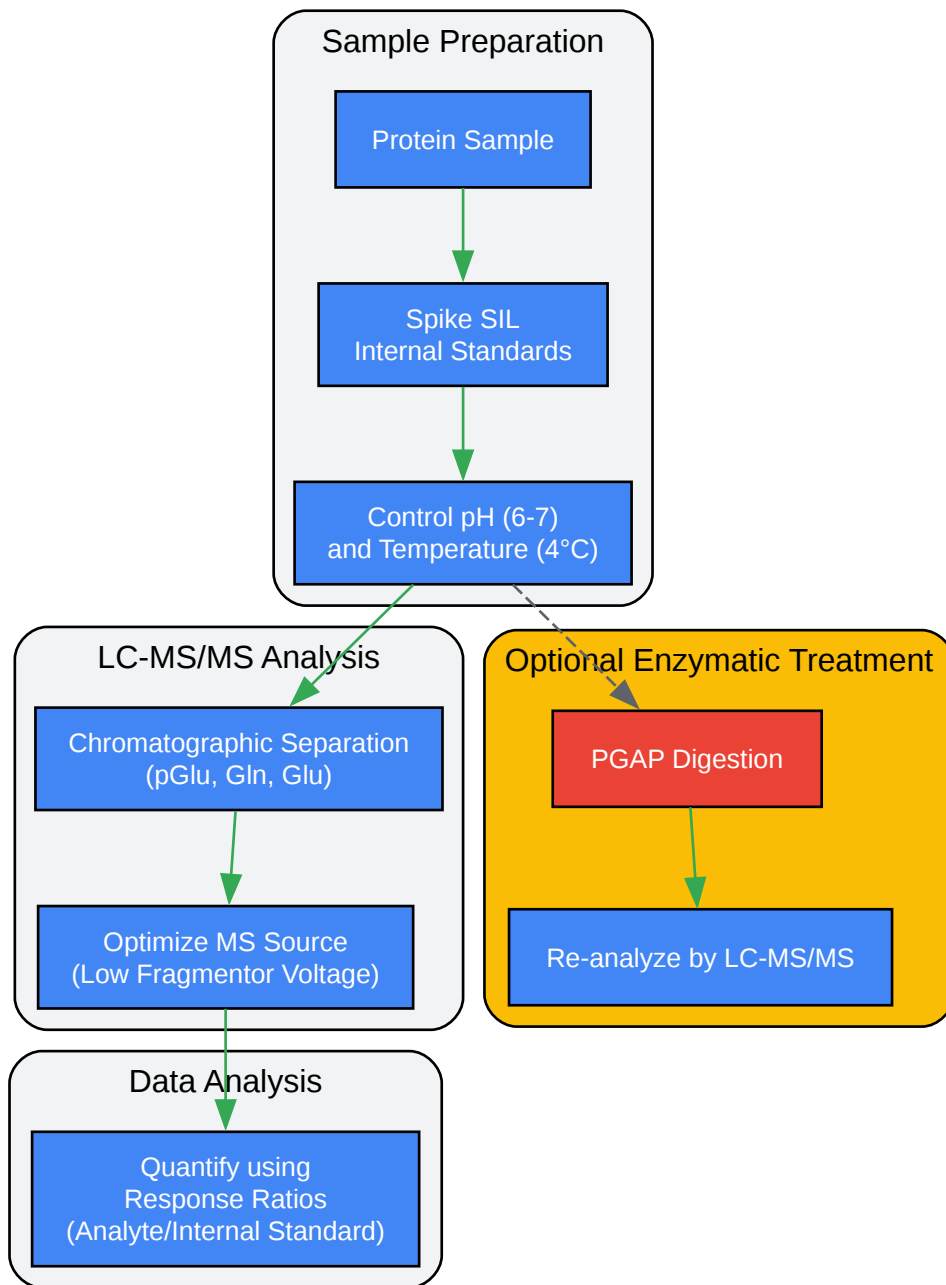 Sample Preparation
Protein Sample
Spike SIL
Internal Standards
Control pH (6-7)
and Temperature (4°C)
LC-MS/MS Analysis
Chromatographic Separation
(pGlu, Gln, Glu)
Optimize MS Source
(Low Fragmentor Voltage)
Optional Enzymatic Treatment
PGAP Digestion
Re-analyze by LC-MS/MS
Data Analysis
Quantify using
Response Ratios
(Analyte/Internal Standard)